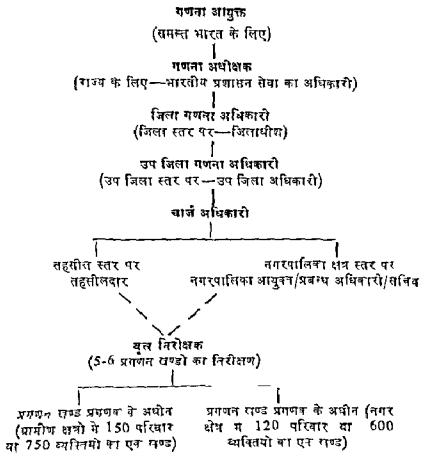 गणना आयुक्त
(समस्त भारत के लिए)
गणना अधीक्षक
(राज्य के लिए—भारतीय प्रशासन सेवा का अधिकारी)
जिला गणना अधिकारी
(जिला स्तर पर—जिलाधीश)
उप जिला गणना अधिकारी
(उप जिला स्तर पर—उप जिला अधिकारी)
चार्ज अधिकारी
तहसील स्तर पर
तहसीलदार
नगरपालिका क्षेत्र स्तर पर
नगरपालिका आयुक्त/प्रबन्ध अधिकारी/सचिव
वृत्त निरीक्षक
(5-6 प्रगणन खण्डो का निरीक्षण)
प्रगणन खण्ड प्रगणक के अधीन
(ग्रामीण क्षत्रो मे 150 परिवार
या 750 व्यक्तियो का एक खण्ड)
प्रगणन खण्ड प्रगणक के अधीन (नगर
क्षेत्र म 120 परिवार या 600
व्यक्तियो का एक खण्ड)